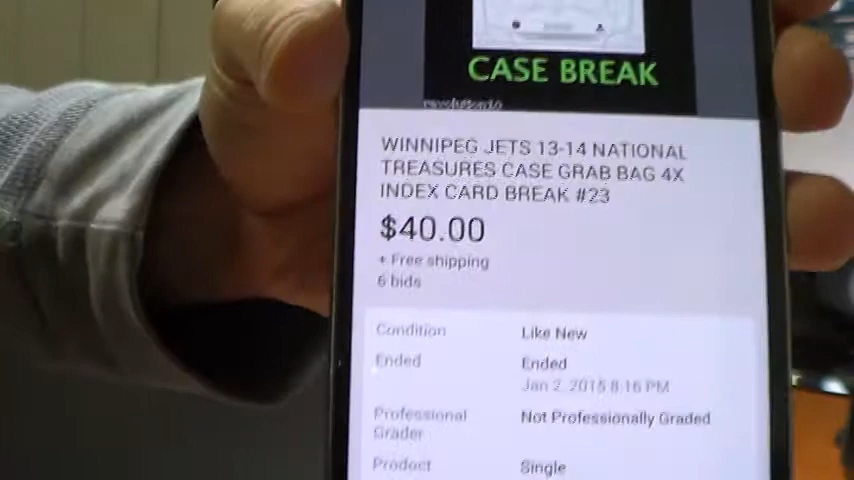 CASE BREAK
WINNIPEG JETS 13-14 NATIONAL
TREASURES CASE GRAB BAG 4X
INDEX CARD BREAK #23
$40.00
+ Free shipping
6 bids
Condition Like New
Ended Ended
Jan 2, 2015 8:16 PM
Professional Not Professionally Graded
Grader
Product Single